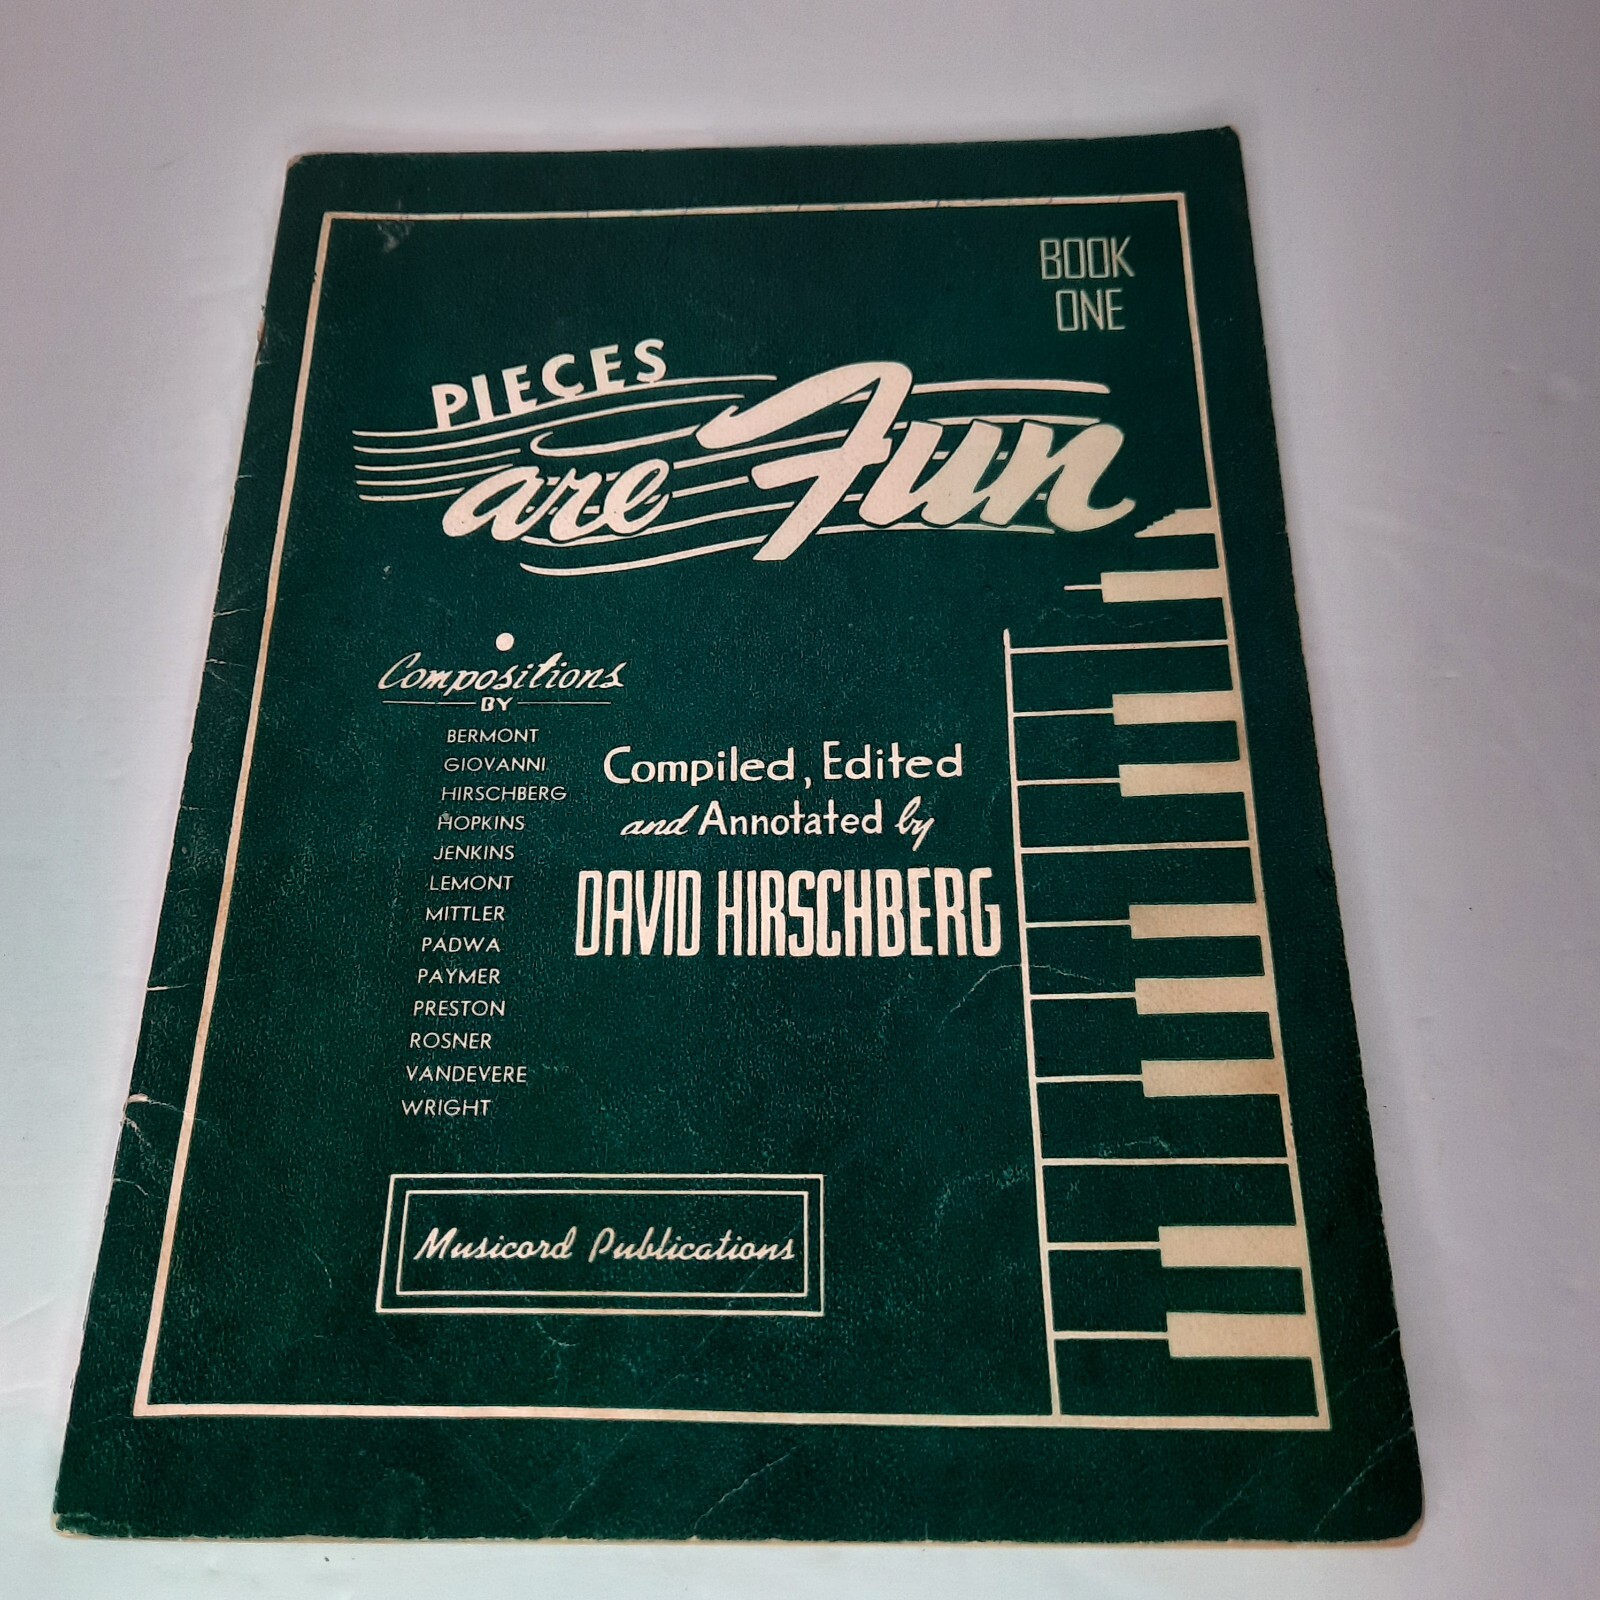 BOOK
ONE
PIECES
are Fun
Compositions
BY
BERMONT
GIOVANNI
HIRSCHBERG
HOPKINS
JENKINS
LEMONT
MITTLER
PADWA
PAYMER
PRESTON
ROSNER
VANDEVERE
WRIGHT
Compiled, Edited
and Annotated by
DAVID HIRSCHBERG
Musicord Publications